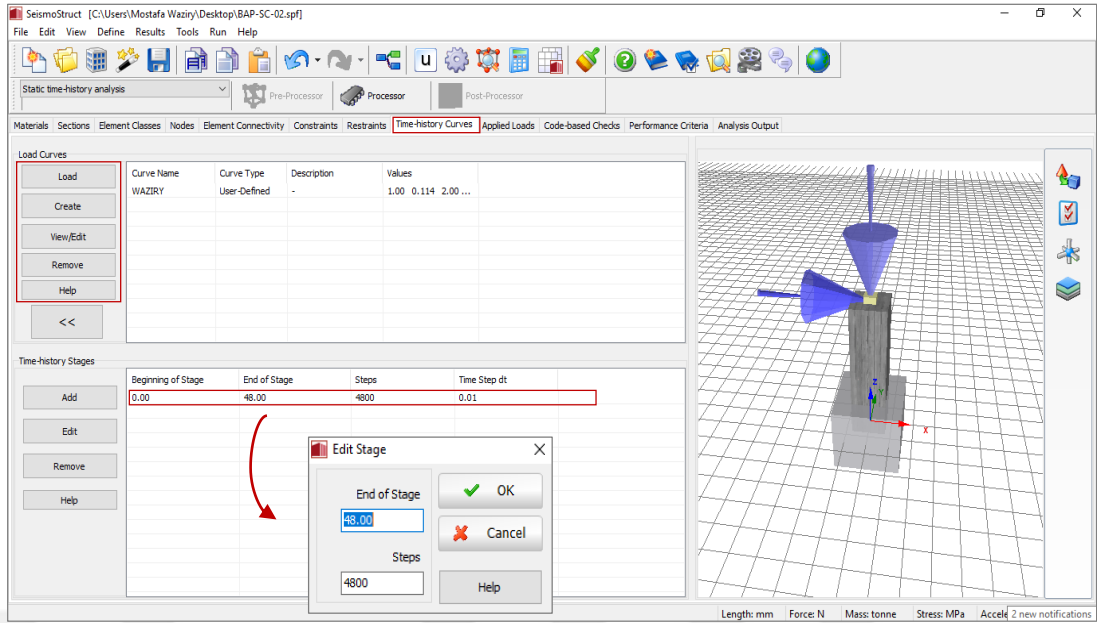 SeismoStruct [C:\Users\Mostafa Waziry\Desktop\BAP-SC-02.spf]
File Edit View Define Results Tools Run Help
u
Static time-history analysis
Pre-Processor Processor Post-Processor
Materials Sections Element Classes Nodes Element Connectivity Constraints Restraints Time-history Curves Applied Loads Code-based Checks Performance Criteria Analysis Output
Load Curves
Load
Create
View/Edit
Remove
Help
<<
Curve Name Curve Type Description Values
WAZIRY User-Defined - 1.00 0.114 2.00 ...
Time-history Stages
Add
Edit
Remove
Help
Beginning of Stage End of Stage Steps Time Step dt
0.00 48.00 4800 0.01
Edit Stage
End of Stage
48.00
Steps
4800
OK
Cancel
Help
Z
Y
X
Length: mm Force: N Mass: tonne Stress: MPa Accele 2 new notifications